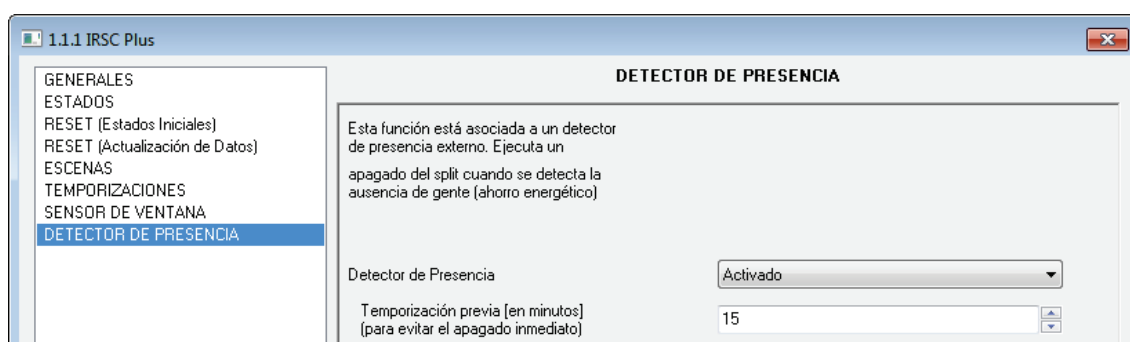 1.1.1 IRSC Plus
GENERALES
ESTADOS
RESET (Estados Iniciales)
RESET (Actualización de Datos)
ESCENAS
TEMPORIZACIONES
SENSOR DE VENTANA
DETECTOR DE PRESENCIA
DETECTOR DE PRESENCIA
Esta función está asociada a un detector
de presencia externo. Ejecuta un
apagado del split cuando se detecta la
ausencia de gente (ahorro energético)
Detector de Presencia
Activado
Temporización previa [en minutos]
(para evitar el apagado inmediato)
15